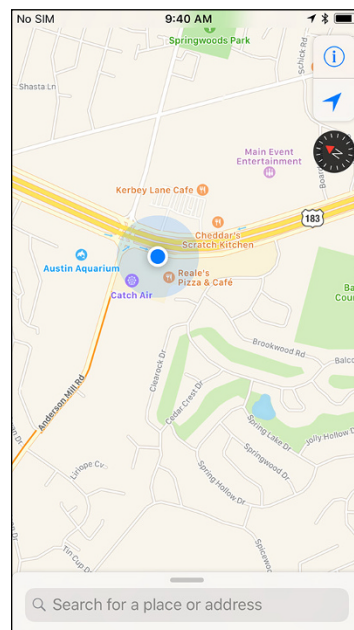 No SIM
9:40 AM
Springwoods Park
Schick Rd
Shasta Ln
Main Event
Entertainment
Kerbey Lane Cafe
183
Cheddar's
Scratch Kitchen
Austin Aquarium
Reale's
Pizza & Café
Catch Air
Brookwood Rd
Clearock Dr
Anderson Mill Rd
Cedar Crest Dr
Spring Lake Dr
Jolly Hollow D
Liriope Cv
Springwood Dr
Spring Hollow Dr
Tin Cup D
Search for a place or address